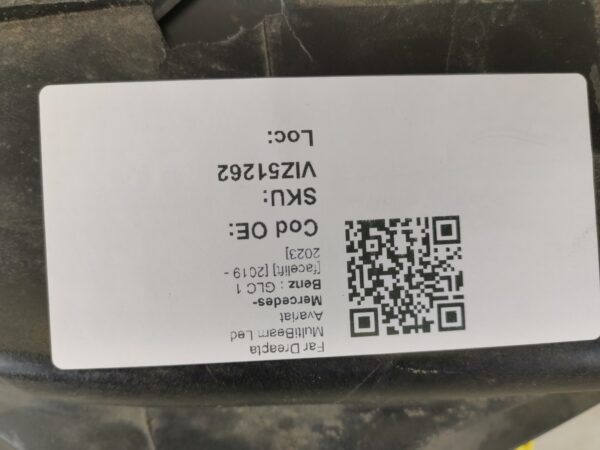 Far Dreapta
MultiBeam Led
Avariat
Mercedes-
Benz : GLC 1
[facelift] [2019 -
2023]
Cod OE:
SKU:
VIZ51262
Loc: